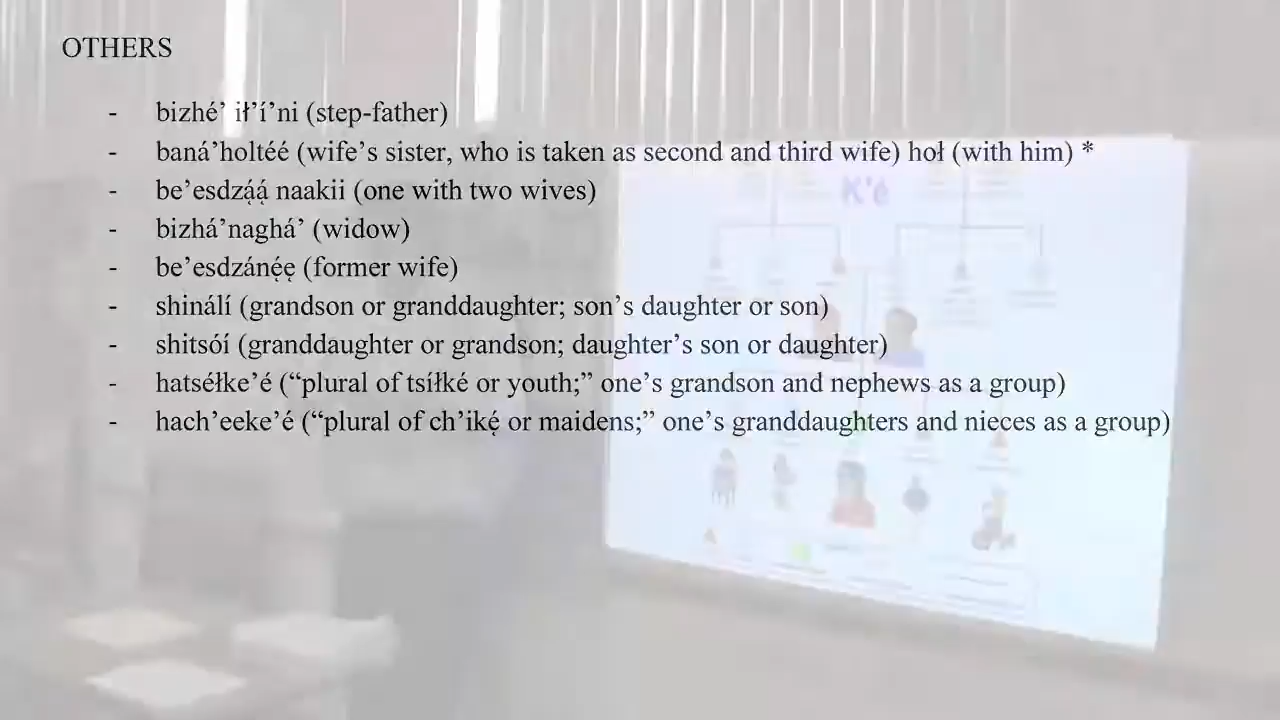 OTHERS
- bizhé’ ił’í’ni (step-father)
- baná’holtéé (wife’s sister, who is taken as second and third wife) hoł (with him) *
- be’esdzą́ą́ naakii (one with two wives)
- bizhá’naghá’ (widow)
- be’esdzánę́ę (former wife)
- shinálí (grandson or granddaughter; son’s daughter or son)
- shitsóí (granddaughter or grandson; daughter’s son or daughter)
- hatséłke’é (“plural of tsíłké or youth;” one’s grandson and nephews as a group)
- hach’eeke’é (“plural of ch’ikę́ or maidens;” one’s granddaughters and nieces as a group)
K’é